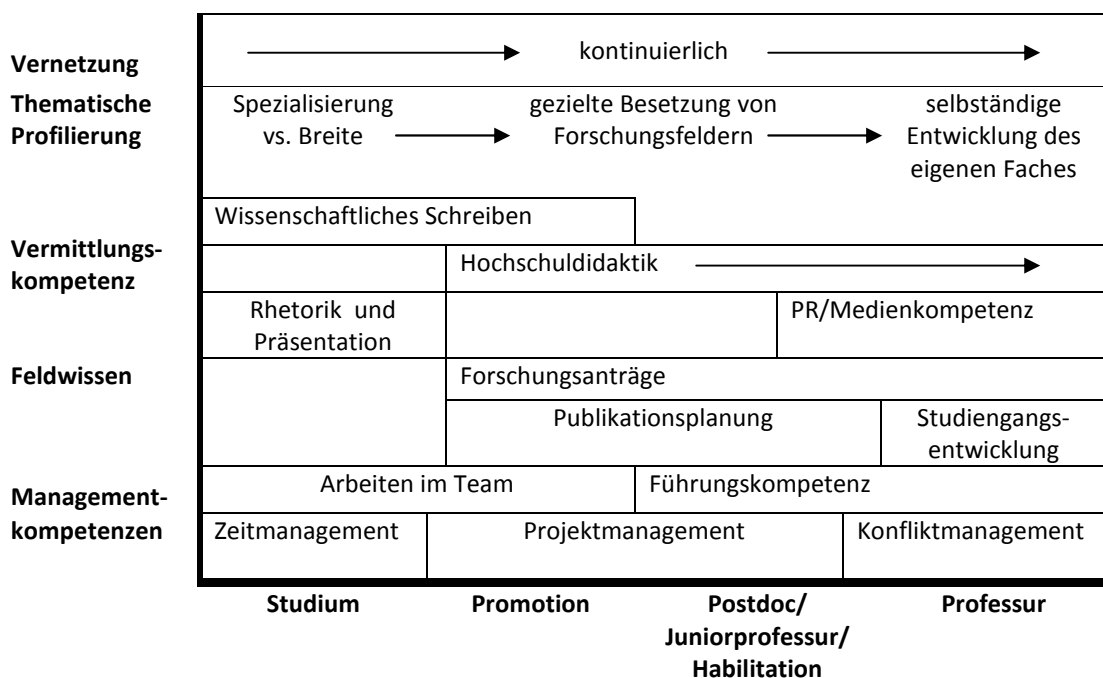 Vernetzung
kontinuierlich
Thematische
Profilierung
Spezialisierung
vs. Breite
gezielte Besetzung von
Forschungsfeldern
selbständige
Entwicklung des
eigenen Faches
Vermittlungs-
kompetenz
Wissenschaftliches Schreiben
Hochschuldidaktik
Rhetorik und
Präsentation
PR/Medienkompetenz
Feldwissen
Forschungsanträge
Publikationsplanung
Studiengangs-
entwicklung
Management-
kompetenzen
Arbeiten im Team
Führungskompetenz
Zeitmanagement
Projektmanagement
Konfliktmanagement
Studium
Promotion
Postdoc/
Juniorprofessur/
Habilitation
Professur